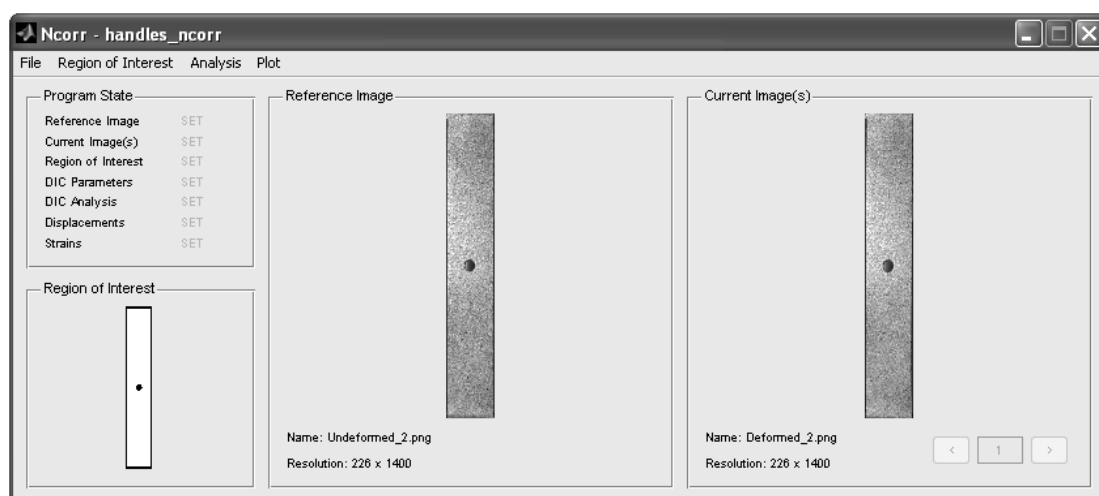 Ncorr - handles_ncorr
File Region of Interest Analysis Plot
Program State
Reference Image SET
Current Image(s) SET
Region of Interest SET
DIC Parameters SET
DIC Analysis SET
Displacements SET
Strains SET
Region of Interest
Reference Image
Name: Undeformed_2.png
Resolution: 226 x 1400
Current Image(s)
Name: Deformed_2.png
Resolution: 226 x 1400
< 1 >